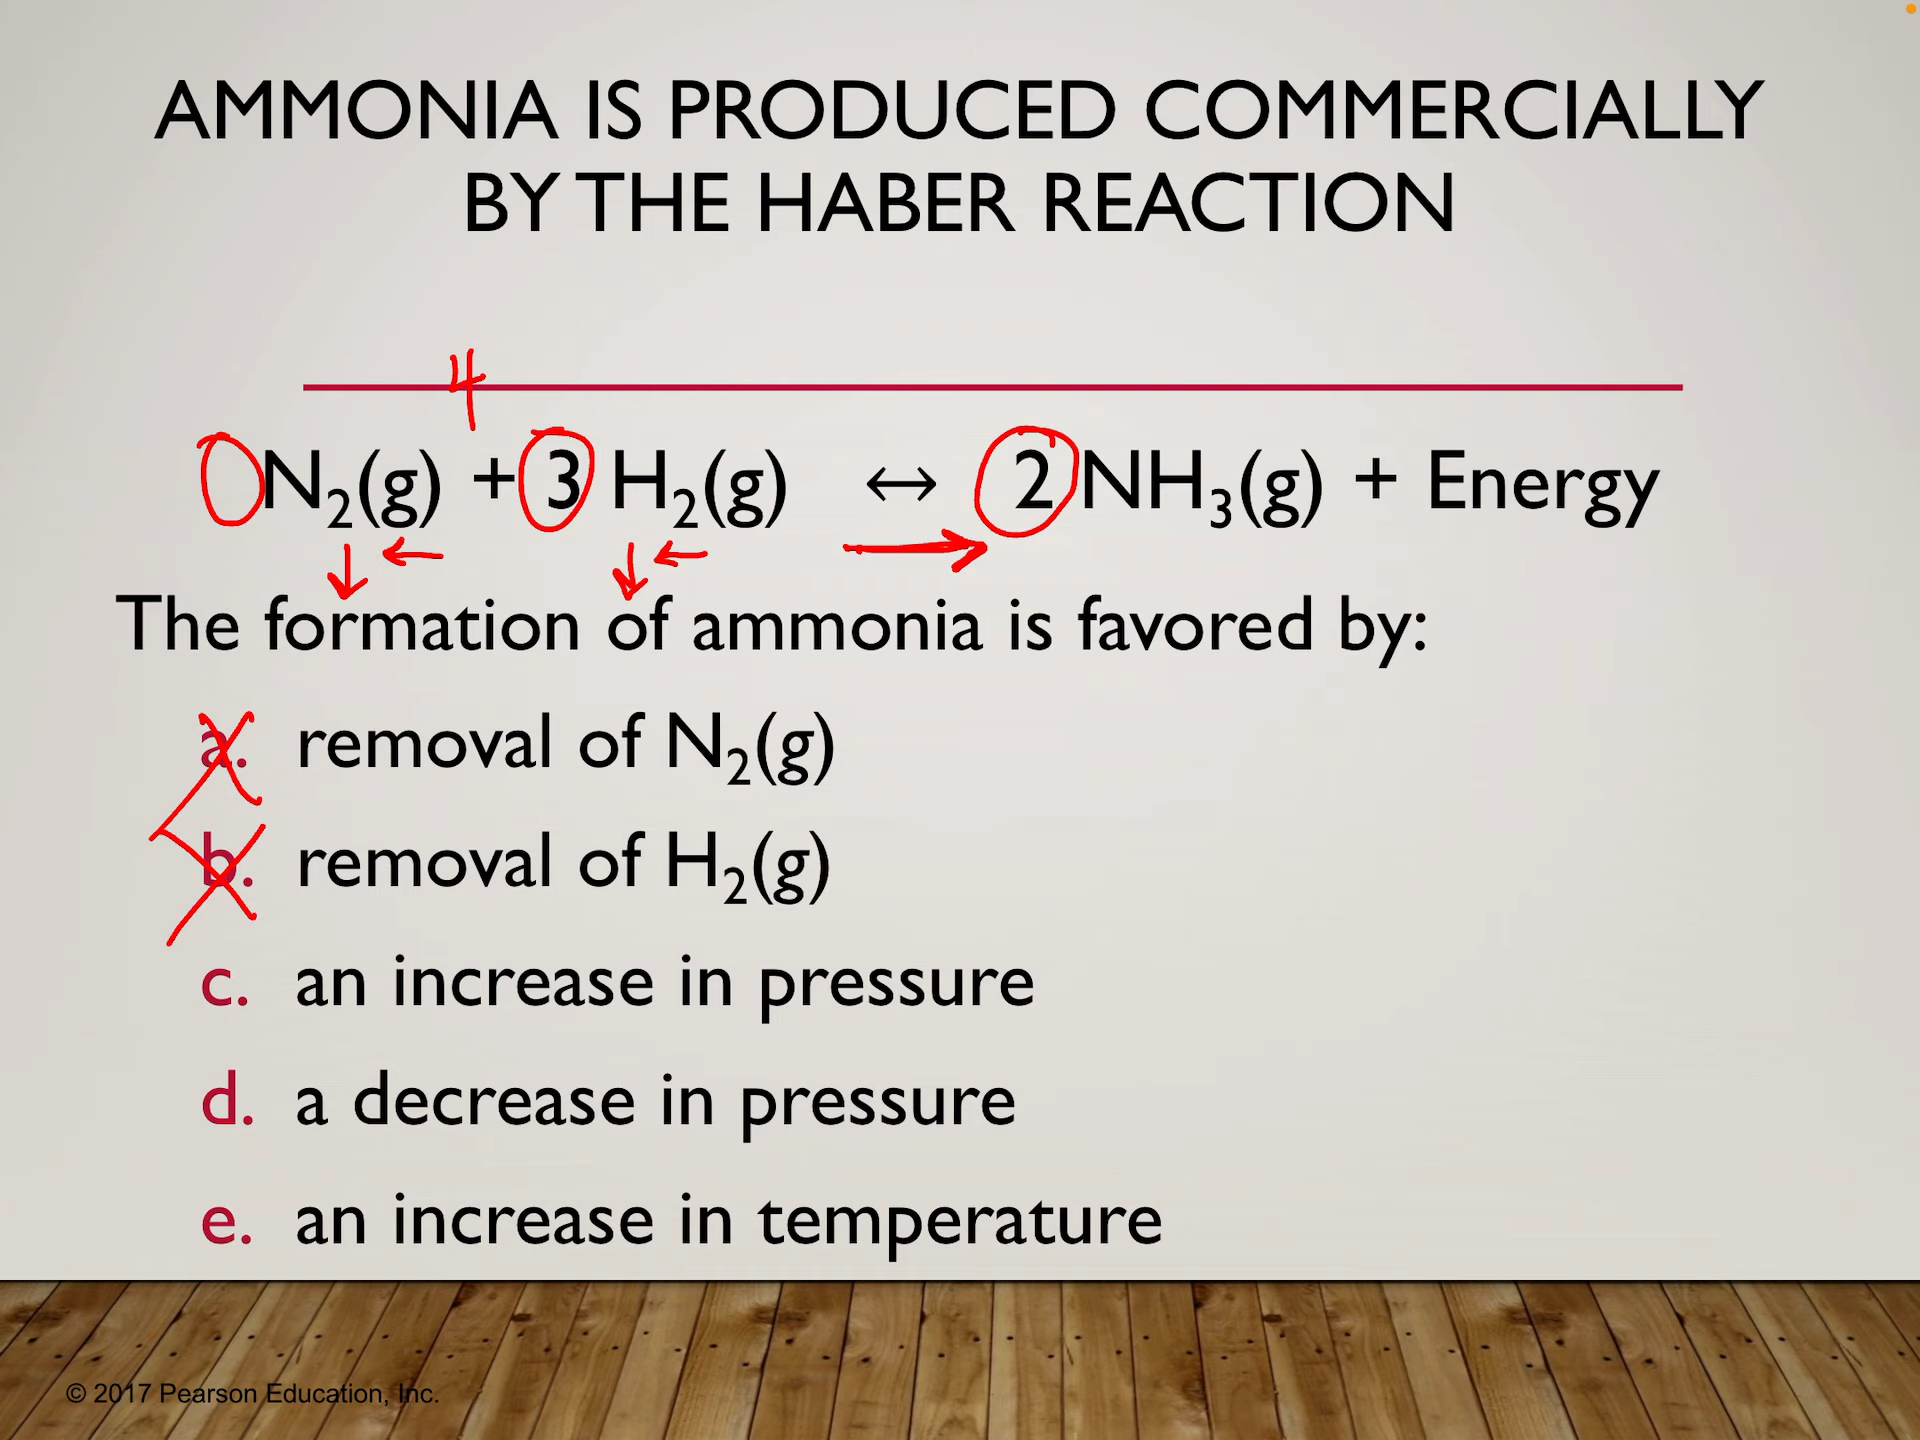 AMMONIA IS PRODUCED COMMERCIALLY
BY THE HABER REACTION
4
N₂(g) + 3 H₂(g) ↔ 2 NH₃(g) + Energy
The formation of ammonia is favored by:
a. removal of N₂(g)
b. removal of H₂(g)
c. an increase in pressure
d. a decrease in pressure
e. an increase in temperature
© 2017 Pearson Education, Inc.